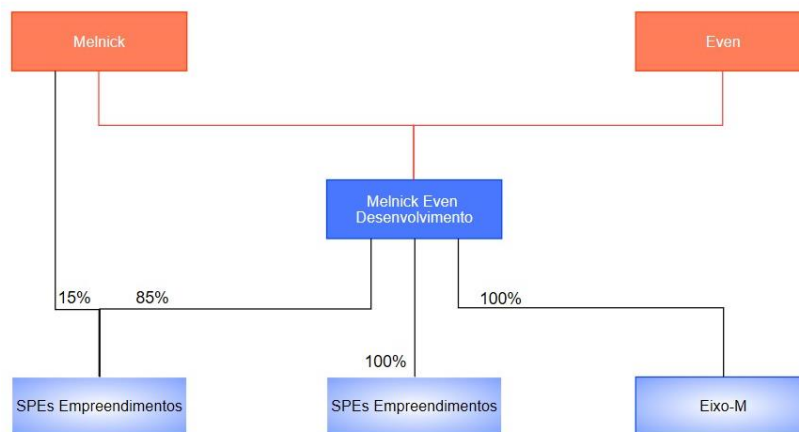 Melnick
Even
Melnick Even
Desenvolvimento
15%
85%
100%
100%
SPEs Empreendimentos
SPEs Empreendimentos
Eixo-M